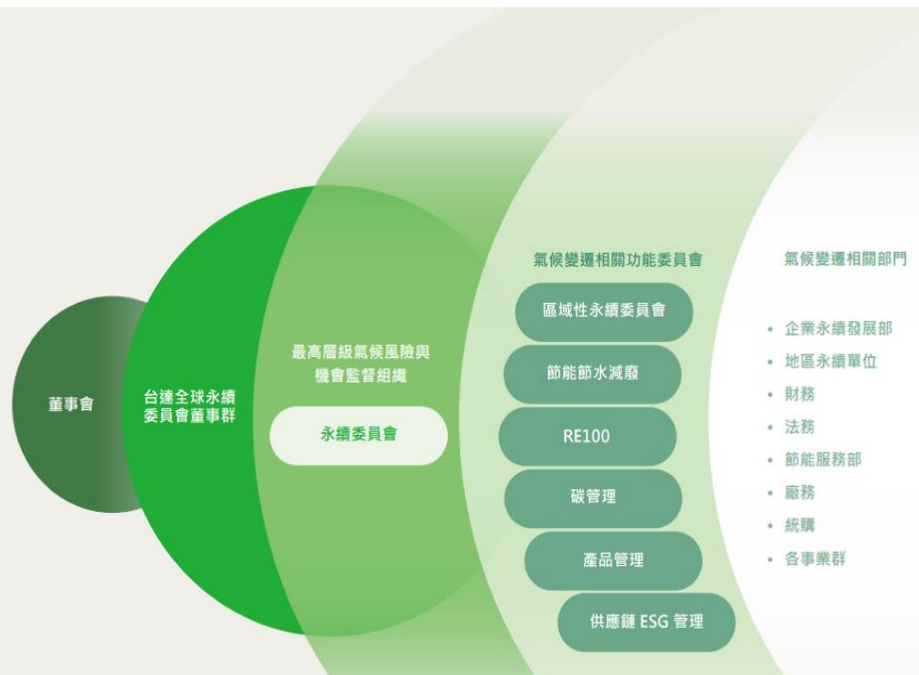 董事會
台達全球永續
委員會董事群
最高層級氣候風險與
機會監督組織
永續委員會
氣候變遷相關功能委員會
區域性永續委員會
節能節水減廢
RE100
碳管理
產品管理
供應鏈 ESG 管理
氣候變遷相關部門
• 企業永續發展部
• 地區永續單位
• 財務
• 法務
• 節能服務部
• 廠務
• 統購
• 各事業群